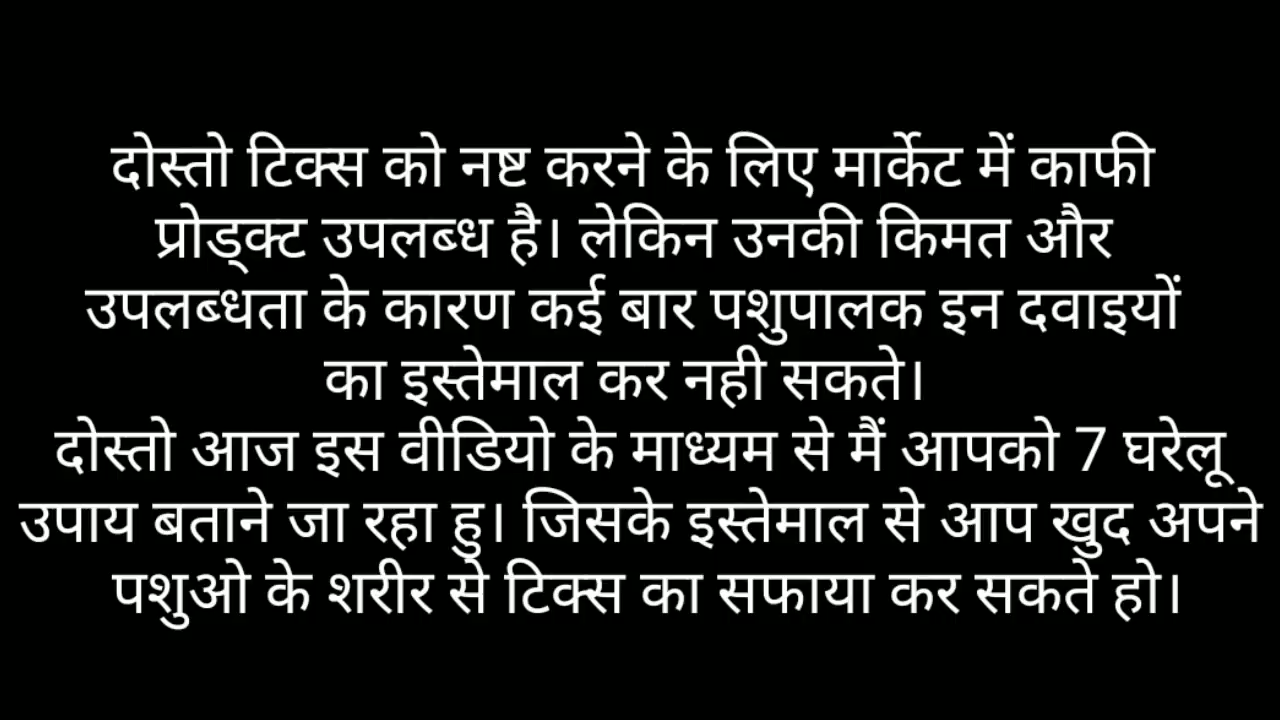 दोस्तो टिक्स को नष्ट करने के लिए मार्केट में काफी
प्रोड्क्ट उपलब्ध है। लेकिन उनकी किमत और
उपलब्धता के कारण कई बार पशुपालक इन दवाइयों
का इस्तेमाल कर नही सकते।
दोस्तो आज इस वीडियो के माध्यम से मैं आपको 7 घरेलू
उपाय बताने जा रहा हु। जिसके इस्तेमाल से आप खुद अपने
पशुओ के शरीर से टिक्स का सफाया कर सकते हो।